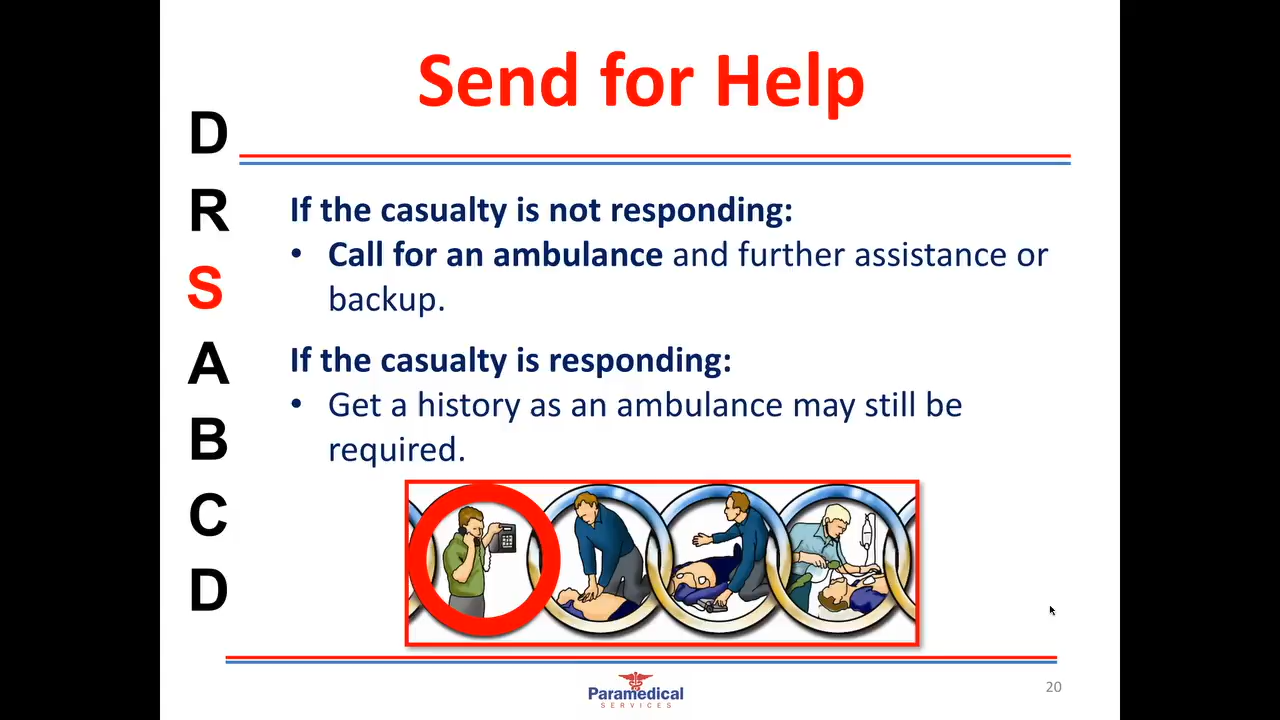 Send for Help
D
R
S
A
B
C
D
If the casualty is not responding:
• Call for an ambulance and further assistance or
backup.
If the casualty is responding:
• Get a history as an ambulance may still be
required.
Paramedical
SERVICES
20